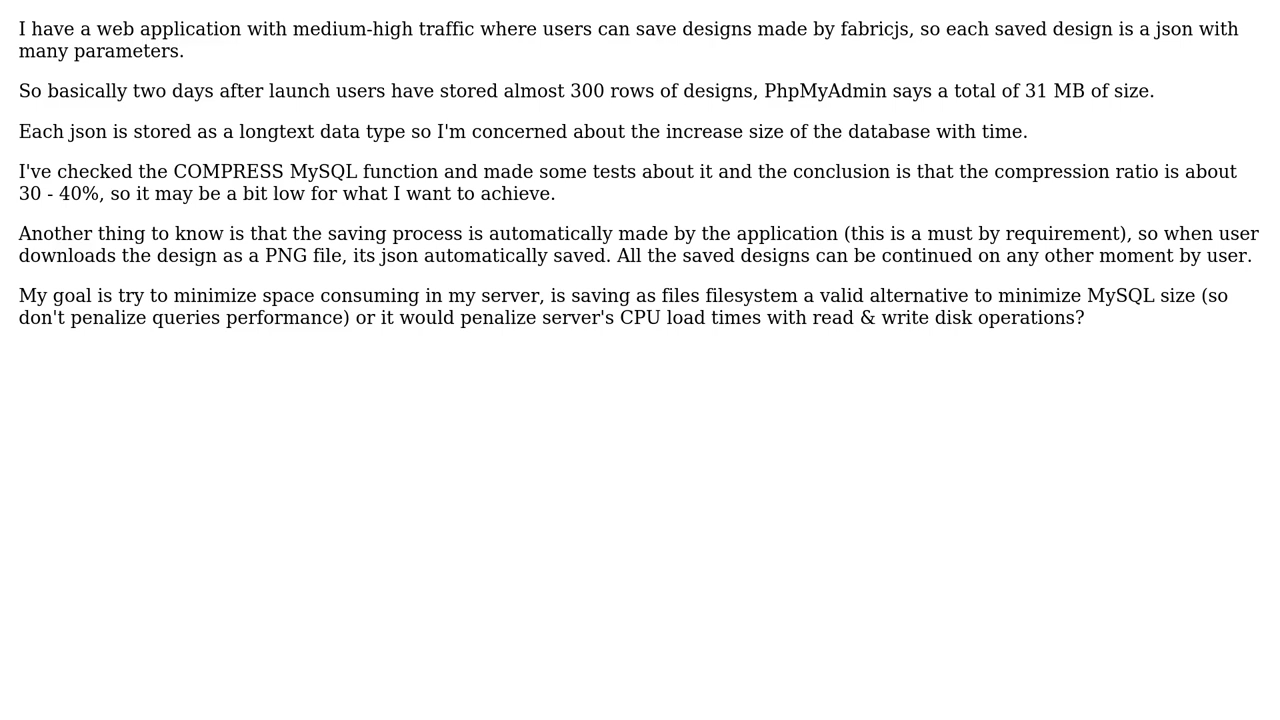 I have a web application with medium-high traffic where users can save designs made by fabricjs, so each saved design is a json with
many parameters.
So basically two days after launch users have stored almost 300 rows of designs, PhpMyAdmin says a total of 31 MB of size.
Each json is stored as a longtext data type so I'm concerned about the increase size of the database with time.
I've checked the COMPRESS MySQL function and made some tests about it and the conclusion is that the compression ratio is about
30 - 40%, so it may be a bit low for what I want to achieve.
Another thing to know is that the saving process is automatically made by the application (this is a must by requirement), so when user
downloads the design as a PNG file, its json automatically saved. All the saved designs can be continued on any other moment by user.
My goal is try to minimize space consuming in my server, is saving as files filesystem a valid alternative to minimize MySQL size (so
don't penalize queries performance) or it would penalize server's CPU load times with read & write disk operations?